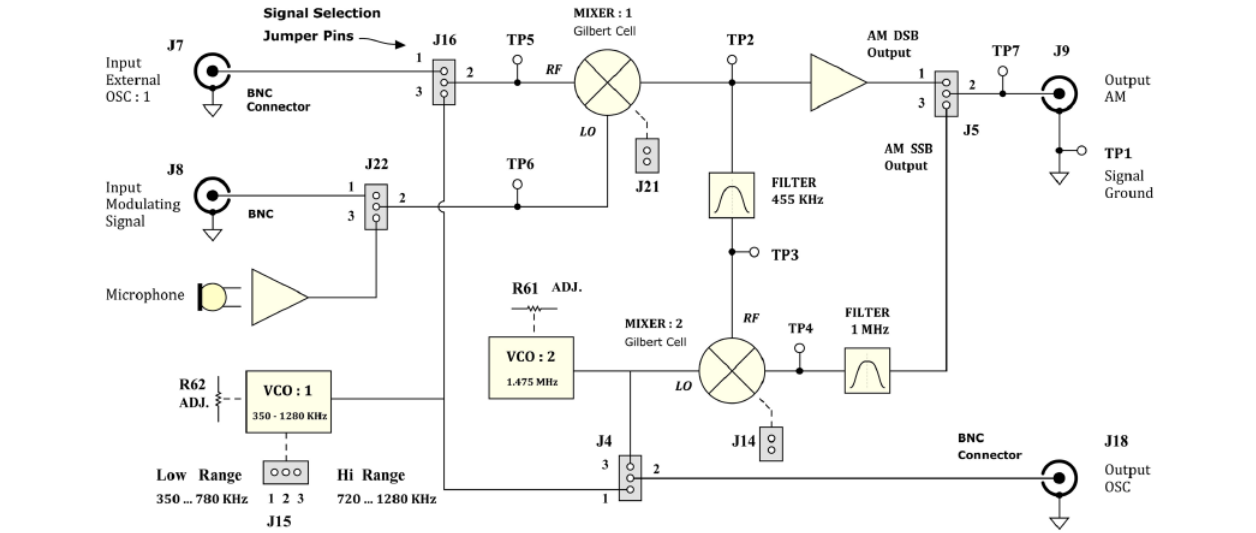 Signal Selection
Jumper Pins
J7
Input
External
OSC : 1
BNC
Connector
J16
1
2
3
TP5
MIXER : 1
Gilbert Cell
RF
LO
J21
TP2
AM DSB
Output
1
2
3
J5
TP7
J9
Output
AM
TP1
Signal
Ground
AM SSB
Output
J8
Input
Modulating
Signal
BNC
J22
1
2
3
TP6
FILTER
455 KHz
TP3
Microphone
R61 ADJ.
VCO : 2
1.475 MHz
MIXER : 2
Gilbert Cell
RF
LO
TP4
FILTER
1 MHz
J14
R62
ADJ.
VCO : 1
350 - 1280 KHz
Low Range
350 ... 780 KHz
1 2 3
J15
Hi Range
720 ... 1280 KHz
J4
3
2
1
BNC
Connector
J18
Output
OSC